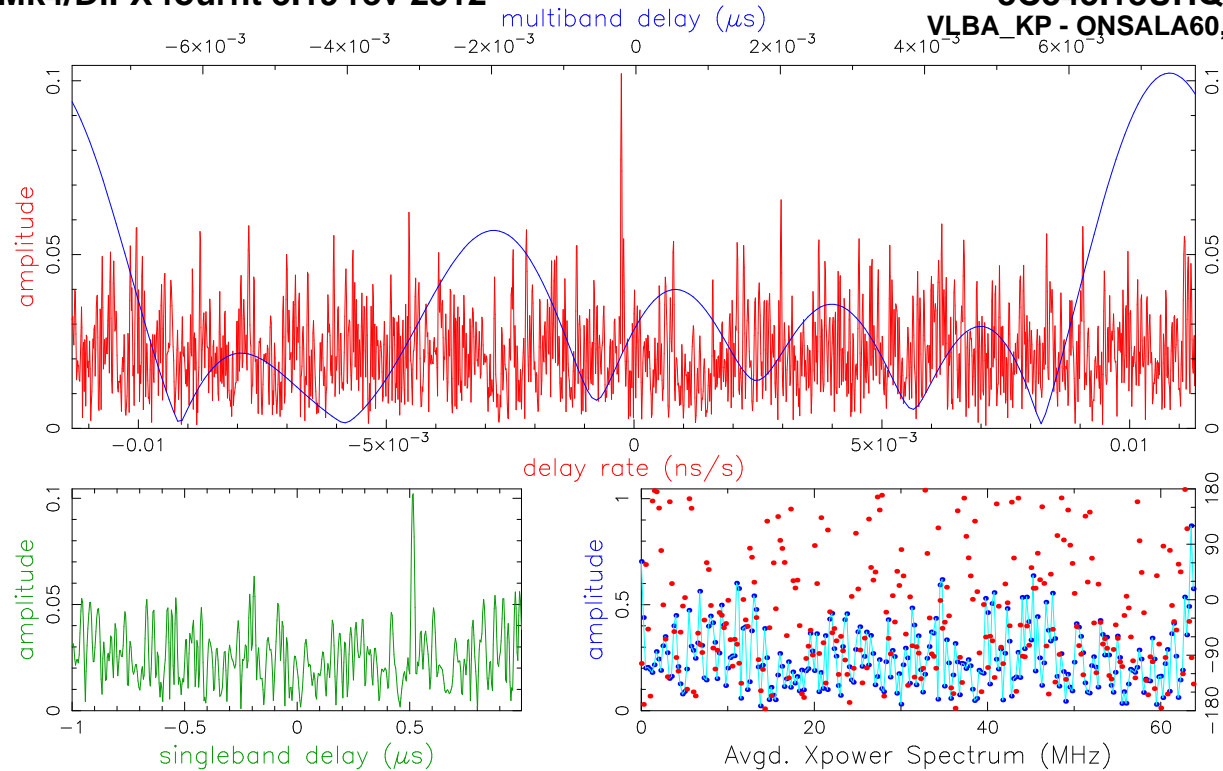 multiband delay (μs)
VLBA_KP - ONSALA60,
−6×10⁻³ −4×10⁻³ −2×10⁻³ 0 2×10⁻³ 4×10⁻³ 6×10⁻³
0.1 0.1
amplitude
0.05 0.05
0 0
−0.01 −5×10⁻³ 0 5×10⁻³ 0.01
delay rate (ns/s)
0.1
amplitude
0.05
0
−1 −0.5 0 0.5
singleband delay (μs)
1 180
amplitude
90
0.5 0
−90
0 −180
0 20 40 60
Avgd. Xpower Spectrum (MHz)